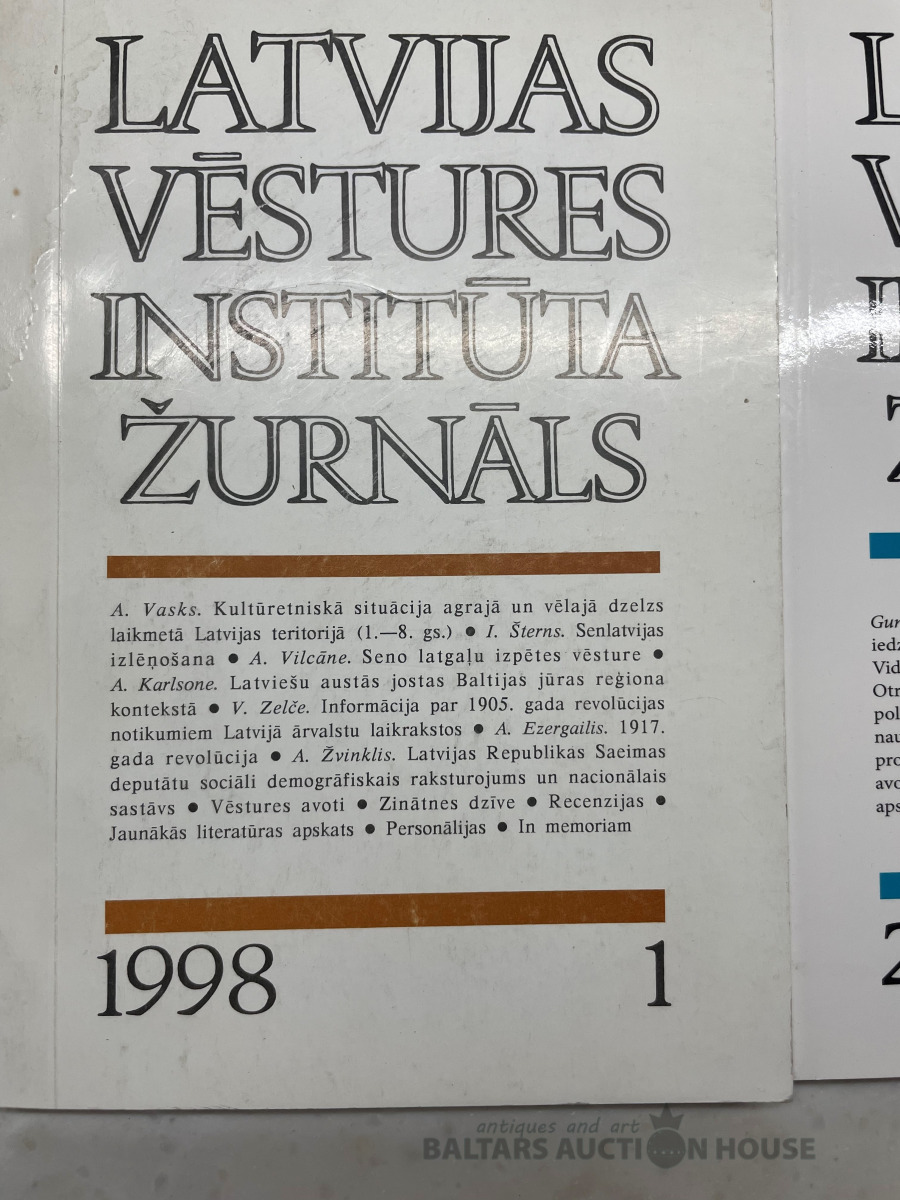 LATVIJAS
VĒSTURES
INSTITŪTA
ŽURNĀLS
A. Vasks. Kultūretniskā situācija agrajā un vēlajā dzelzs
laikmetā Latvijas teritorijā (1.—8. gs.) ● I. Šterns. Senlatvijas
izlēņošana ● A. Vilcāne. Seno latgaļu izpētes vēsture ●
A. Karlsone. Latviešu austās jostas Baltijas jūras reģiona
kontekstā ● V. Zelče. Informācija par 1905. gada revolūcijas
notikumiem Latvijā ārvalstu laikrakstos ● A. Ezergailis. 1917.
gada revolūcija ● A. Žvinklis. Latvijas Republikas Saeimas
deputātu sociāli demogrāfiskais raksturojums un nacionālais
sastāvs ● Vēstures avoti ● Zinātnes dzīve ● Recenzijas ●
Jaunākās literatūras apskats ● Personālijas ● In memoriam
1998 1
antiques and art
BALTARS AUCTION HOUSE